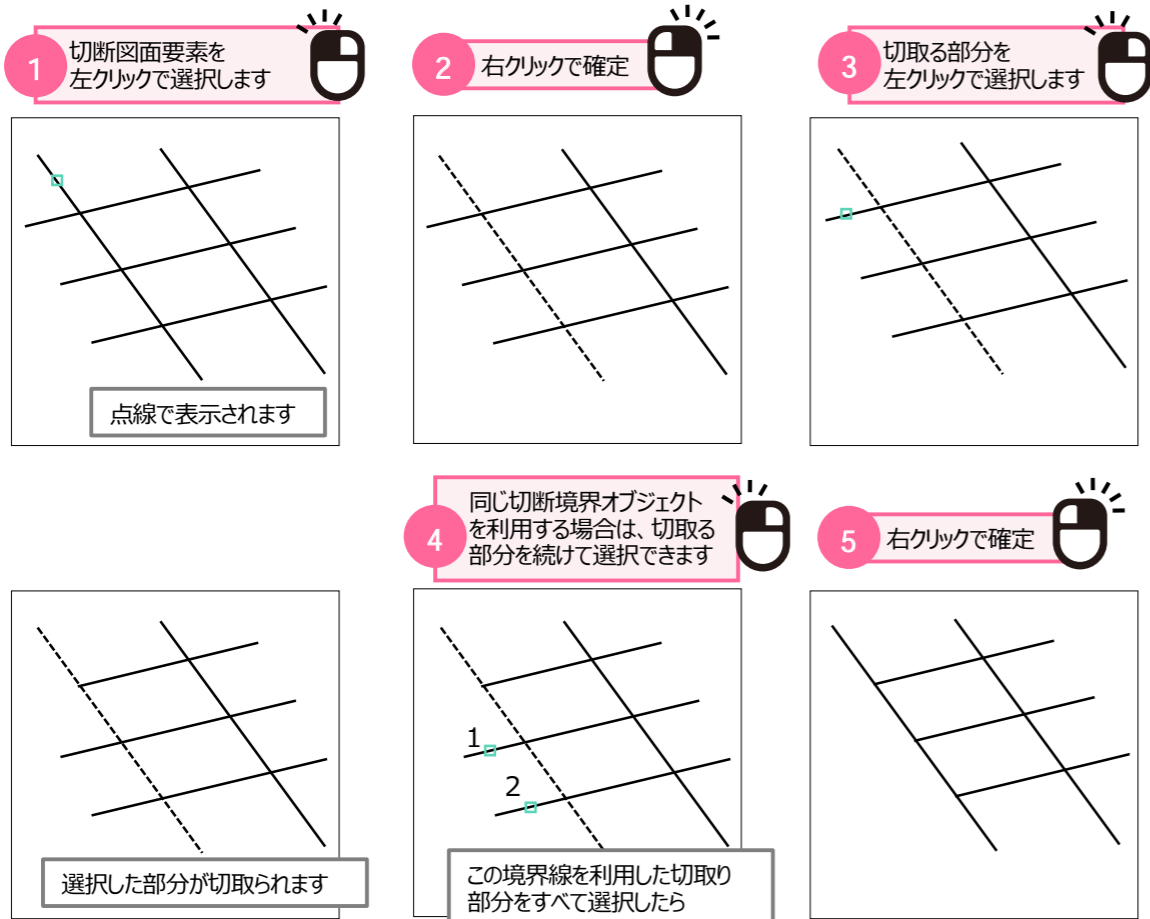 1
切断図面要素を
左クリックで選択します
2
右クリックで確定
3
切取る部分を
左クリックで選択します
点線で表示されます
4
同じ切断境界オブジェクト
を利用する場合は、切取る
部分を続けて選択できます
5
右クリックで確定
選択した部分が切取られます
1
2
この境界線を利用した切取り
部分をすべて選択したら